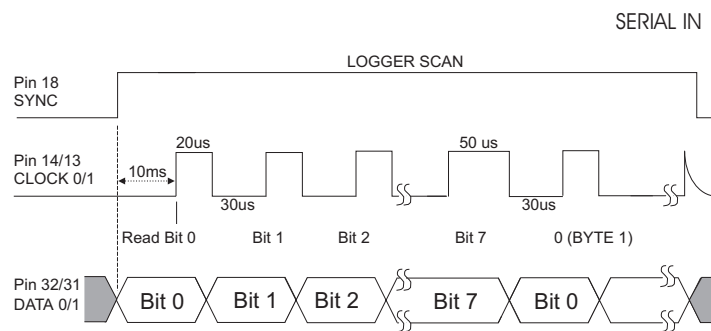 SERIAL IN
LOGGER SCAN
Pin 18
SYNC
20us
50 us
Pin 14/13
CLOCK 0/1
10ms
30us
30us
Read Bit 0
Bit 1
Bit 2
Bit 7
0 (BYTE 1)
Pin 32/31
DATA 0/1
Bit 0
Bit 1
Bit 2
Bit 7
Bit 0